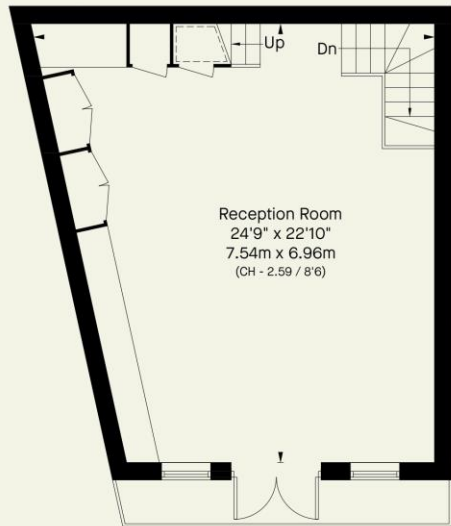 Up
Dn
Reception Room
24'9" x 22'10"
7.54m x 6.96m
(CH - 2.59 / 8'6)